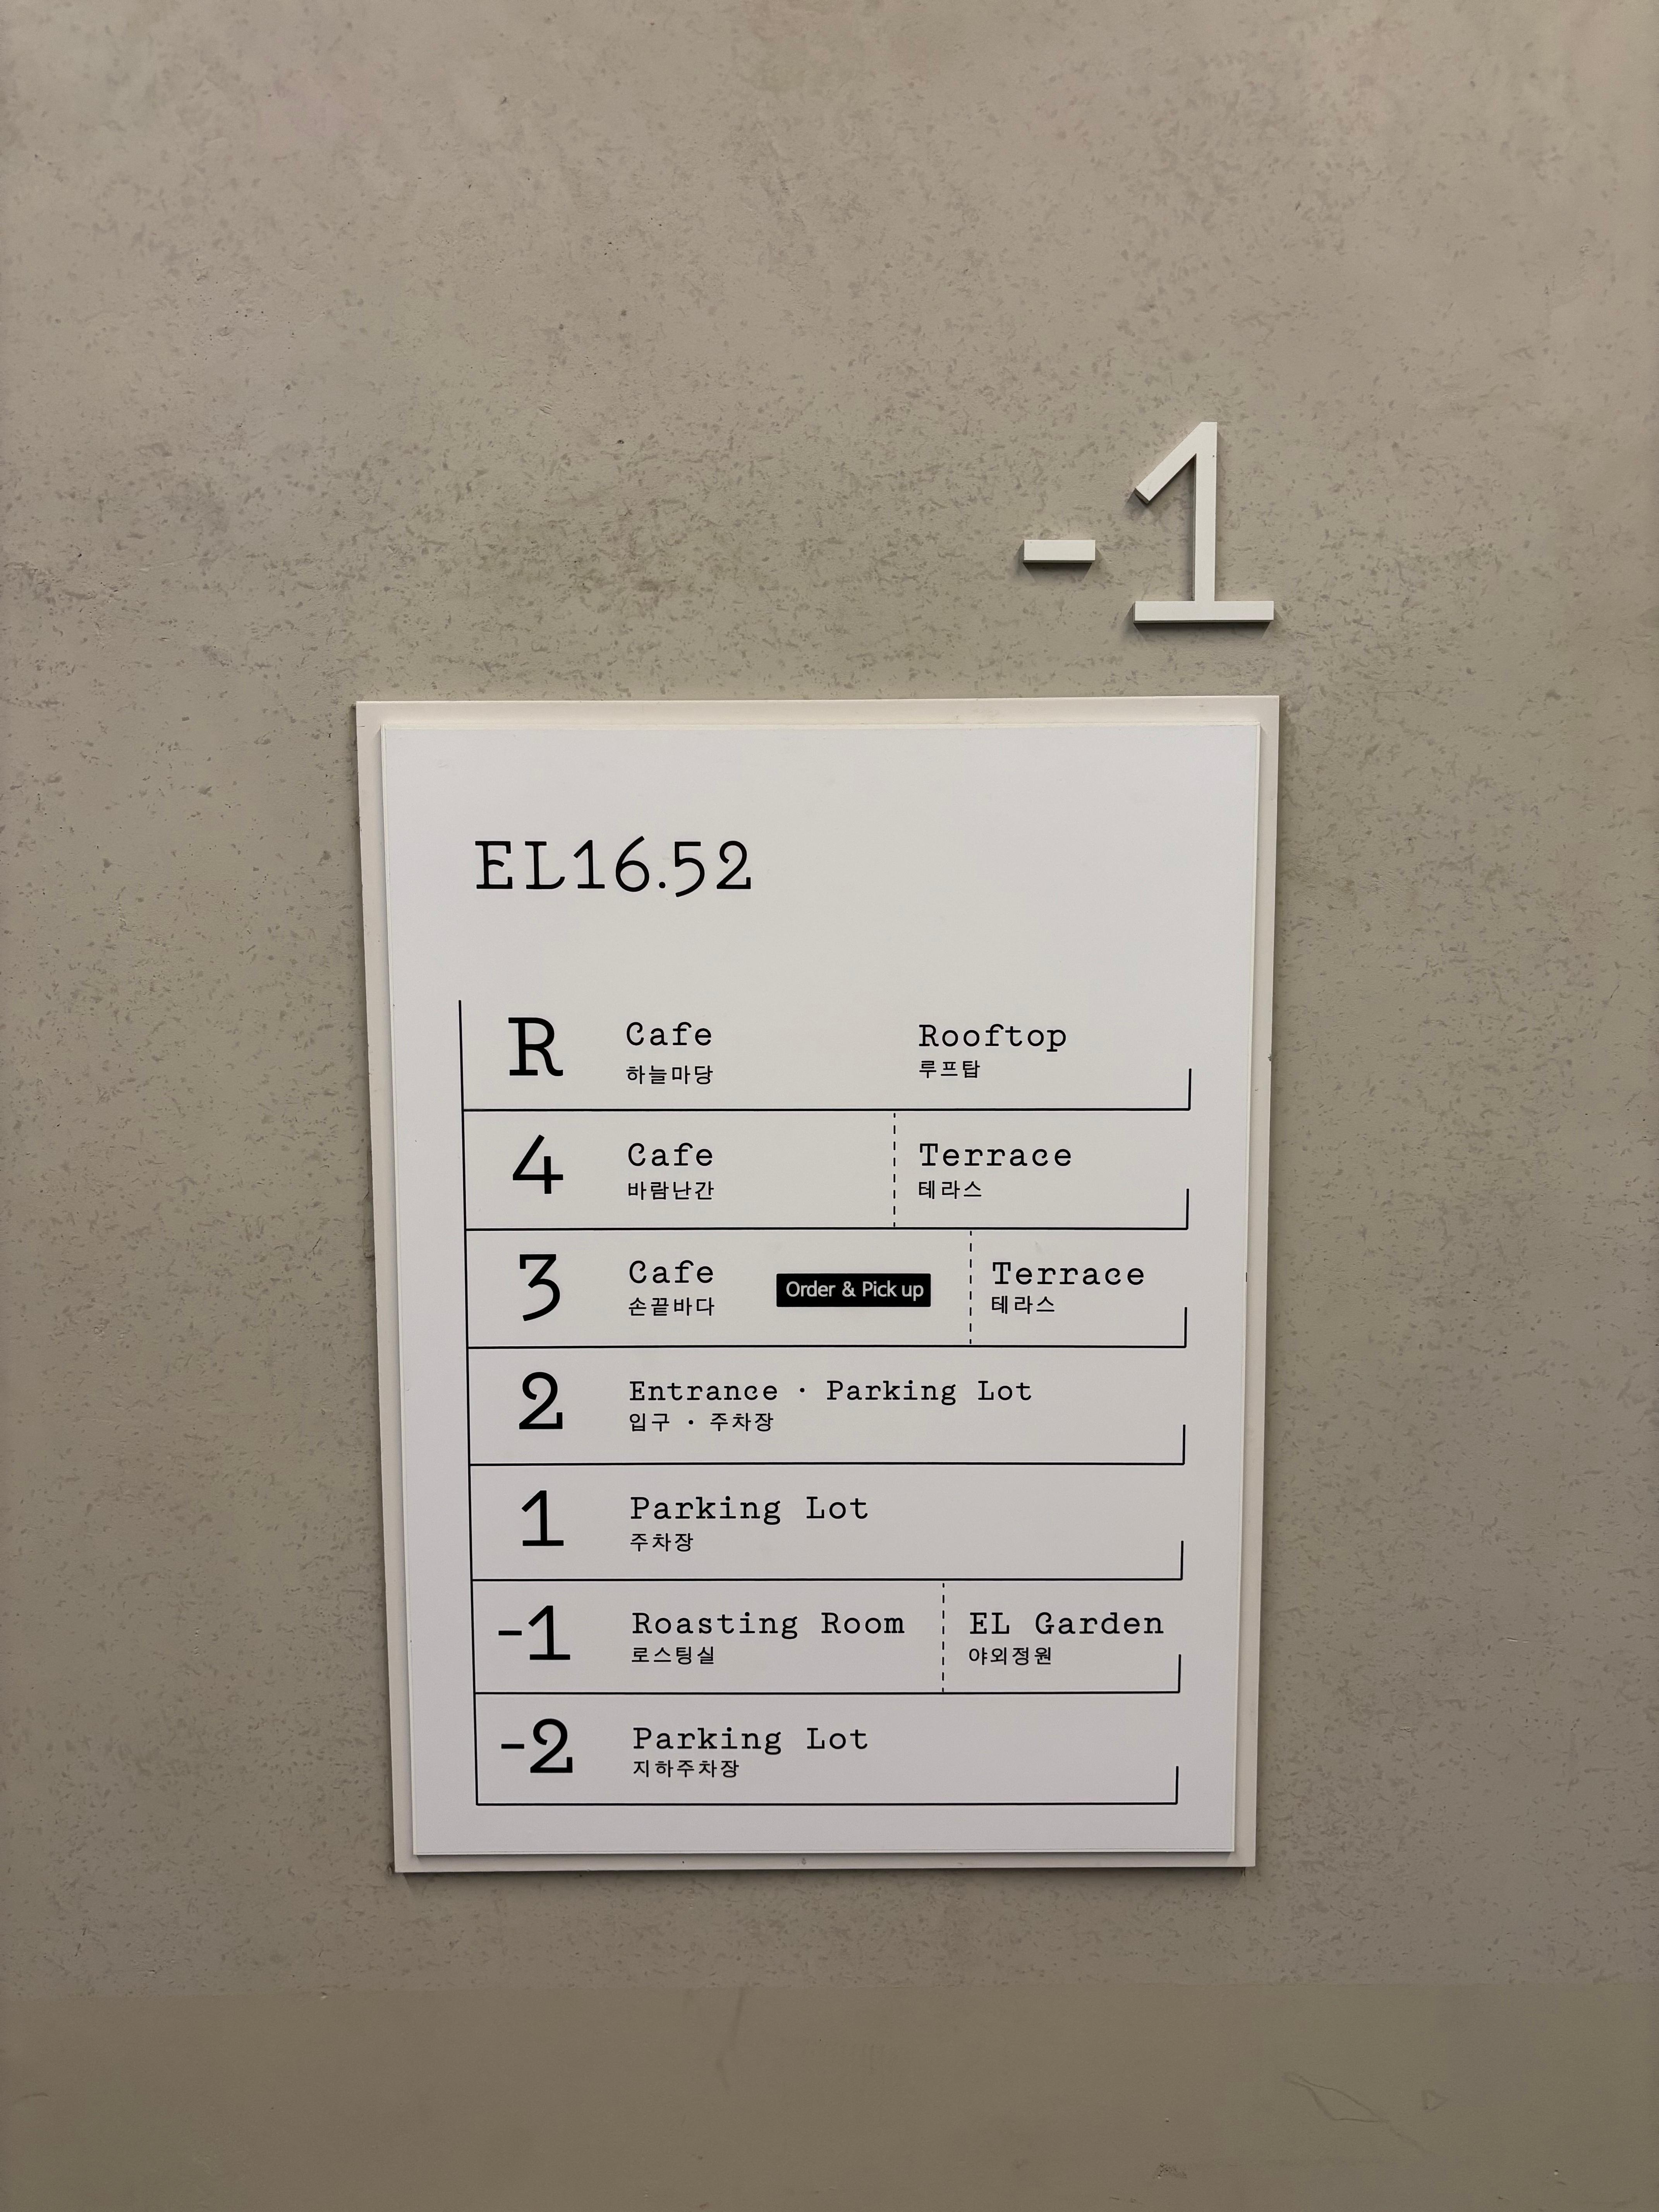 -1
EL16.52
R Cafe Rooftop
하늘마당 루프탑
4 Cafe Terrace
바람난간 테라스
3 Cafe Order & Pick up Terrace
손끝바다 테라스
2 Entrance · Parking Lot
입구 · 주차장
1 Parking Lot
주차장
-1 Roasting Room EL Garden
로스팅실 야외정원
-2 Parking Lot
지하주차장